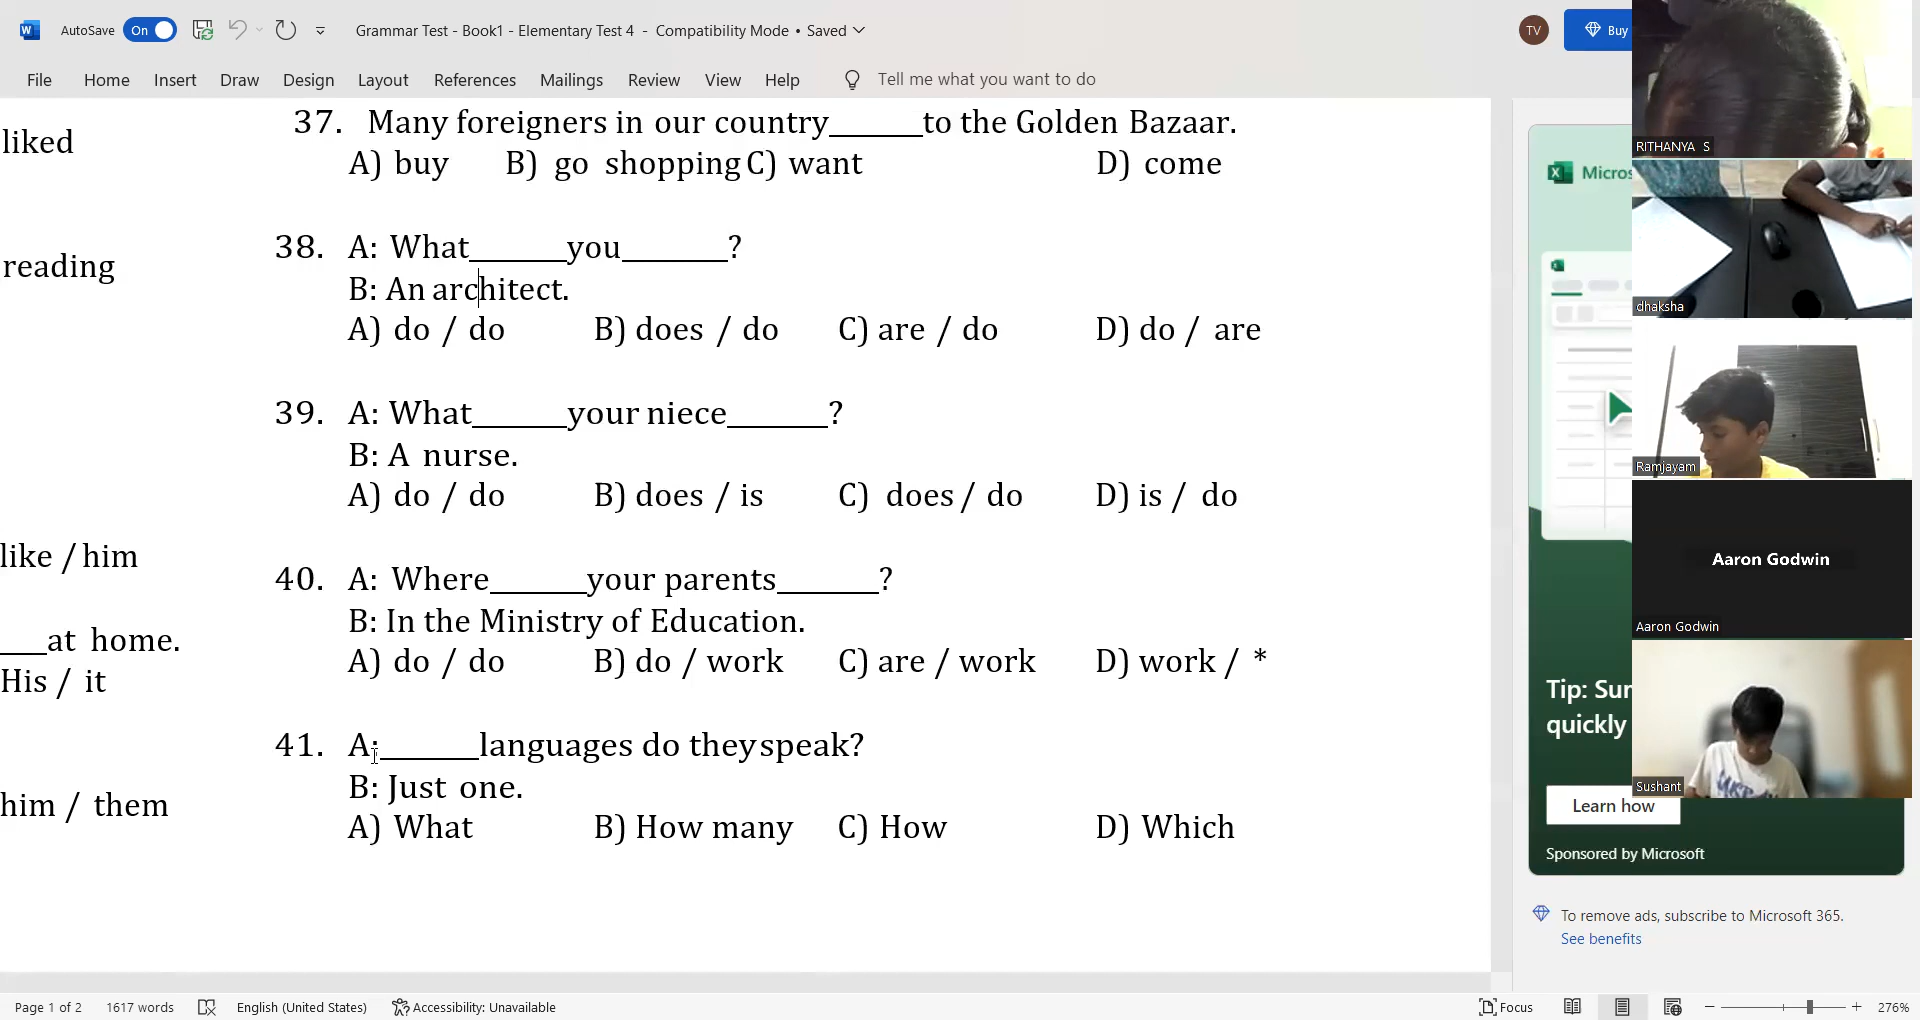 AutoSave On Grammar Test - Book1 - Elementary Test 4 - Compatibility Mode • Saved TV Buy
File Home Insert Draw Design Layout References Mailings Review View Help Tell me what you want to do
liked
reading
like / him
___at home.
His / it
him / them
37. Many foreigners in our country______to the Golden Bazaar.
A) buy B) go shopping C) want D) come
38. A: What______you______?
B: An architect.
A) do / do B) does / do C) are / do D) do / are
39. A: What______your niece______?
B: A nurse.
A) do / do B) does / is C) does / do D) is / do
40. A: Where______your parents______?
B: In the Ministry of Education.
A) do / do B) do / work C) are / work D) work / *
41. A:______languages do they speak?
B: Just one.
A) What B) How many C) How D) Which
Micros
Tip: Su
quickly
Learn how
Sponsored by Microsoft
To remove ads, subscribe to Microsoft 365.
See benefits
RITHANYA S
dhaksha
Ramjayam
Aaron Godwin
Aaron Godwin
Sushant
Page 1 of 2 1617 words English (United States) Accessibility: Unavailable Focus 276%